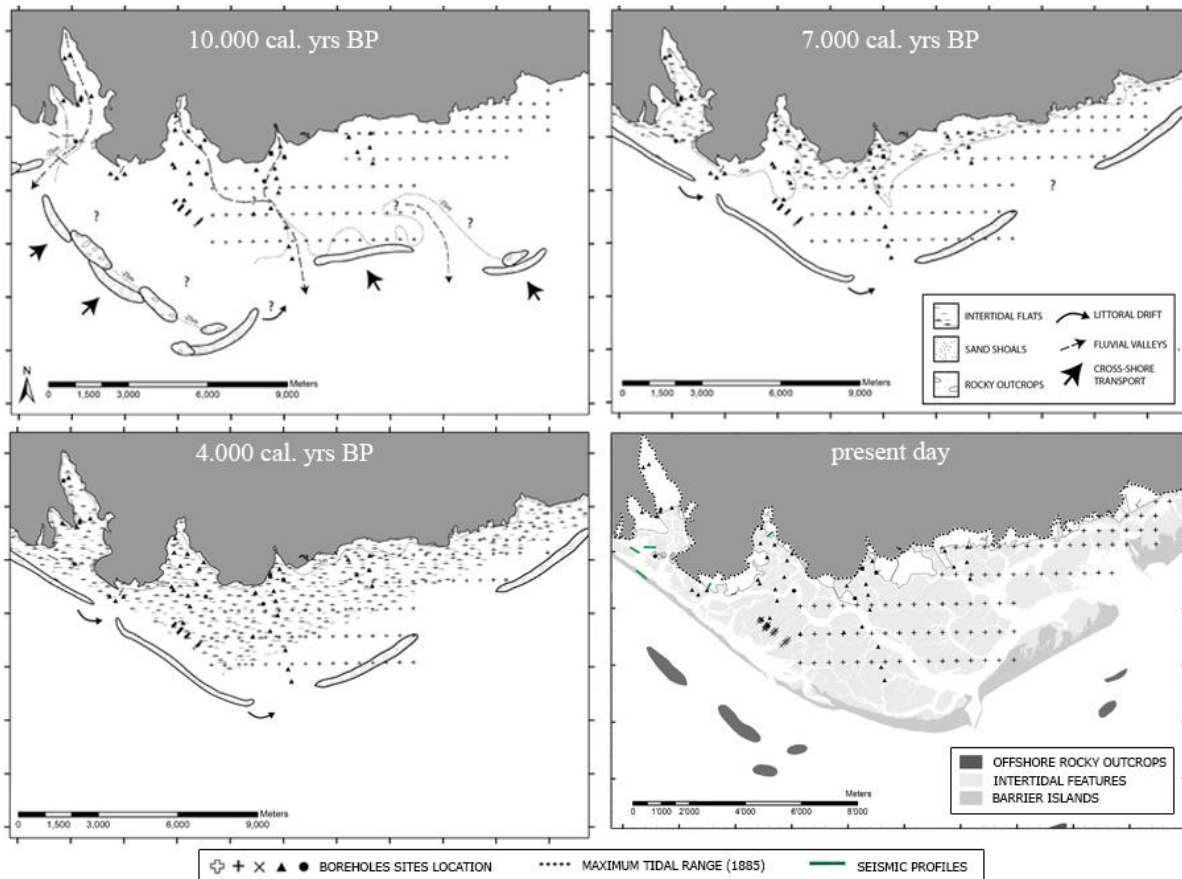 10.000 cal. yrs BP
?
?
?
?
?
?
-25m
-25m
-25m
N
Meters
0 1,500 3,000 6,000 9,000
7.000 cal. yrs BP
?
INTERTIDAL FLATS
SAND SHOALS
ROCKY OUTCROPS
LITTORAL DRIFT
FLUVIAL VALLEYS
CROSS-SHORE
TRANSPORT
Meters
0 1,500 3,000 6,000 9,000
4.000 cal. yrs BP
Meters
0 1,500 3,000 6,000 9,000
present day
OFFSHORE ROCKY OUTCROPS
INTERTIDAL FEATURES
BARRIER ISLANDS
Meters
0 1'000 2'000 4'000 6'000 8'000
BOREHOLES SITES LOCATION
MAXIMUM TIDAL RANGE (1885)
SEISMIC PROFILES